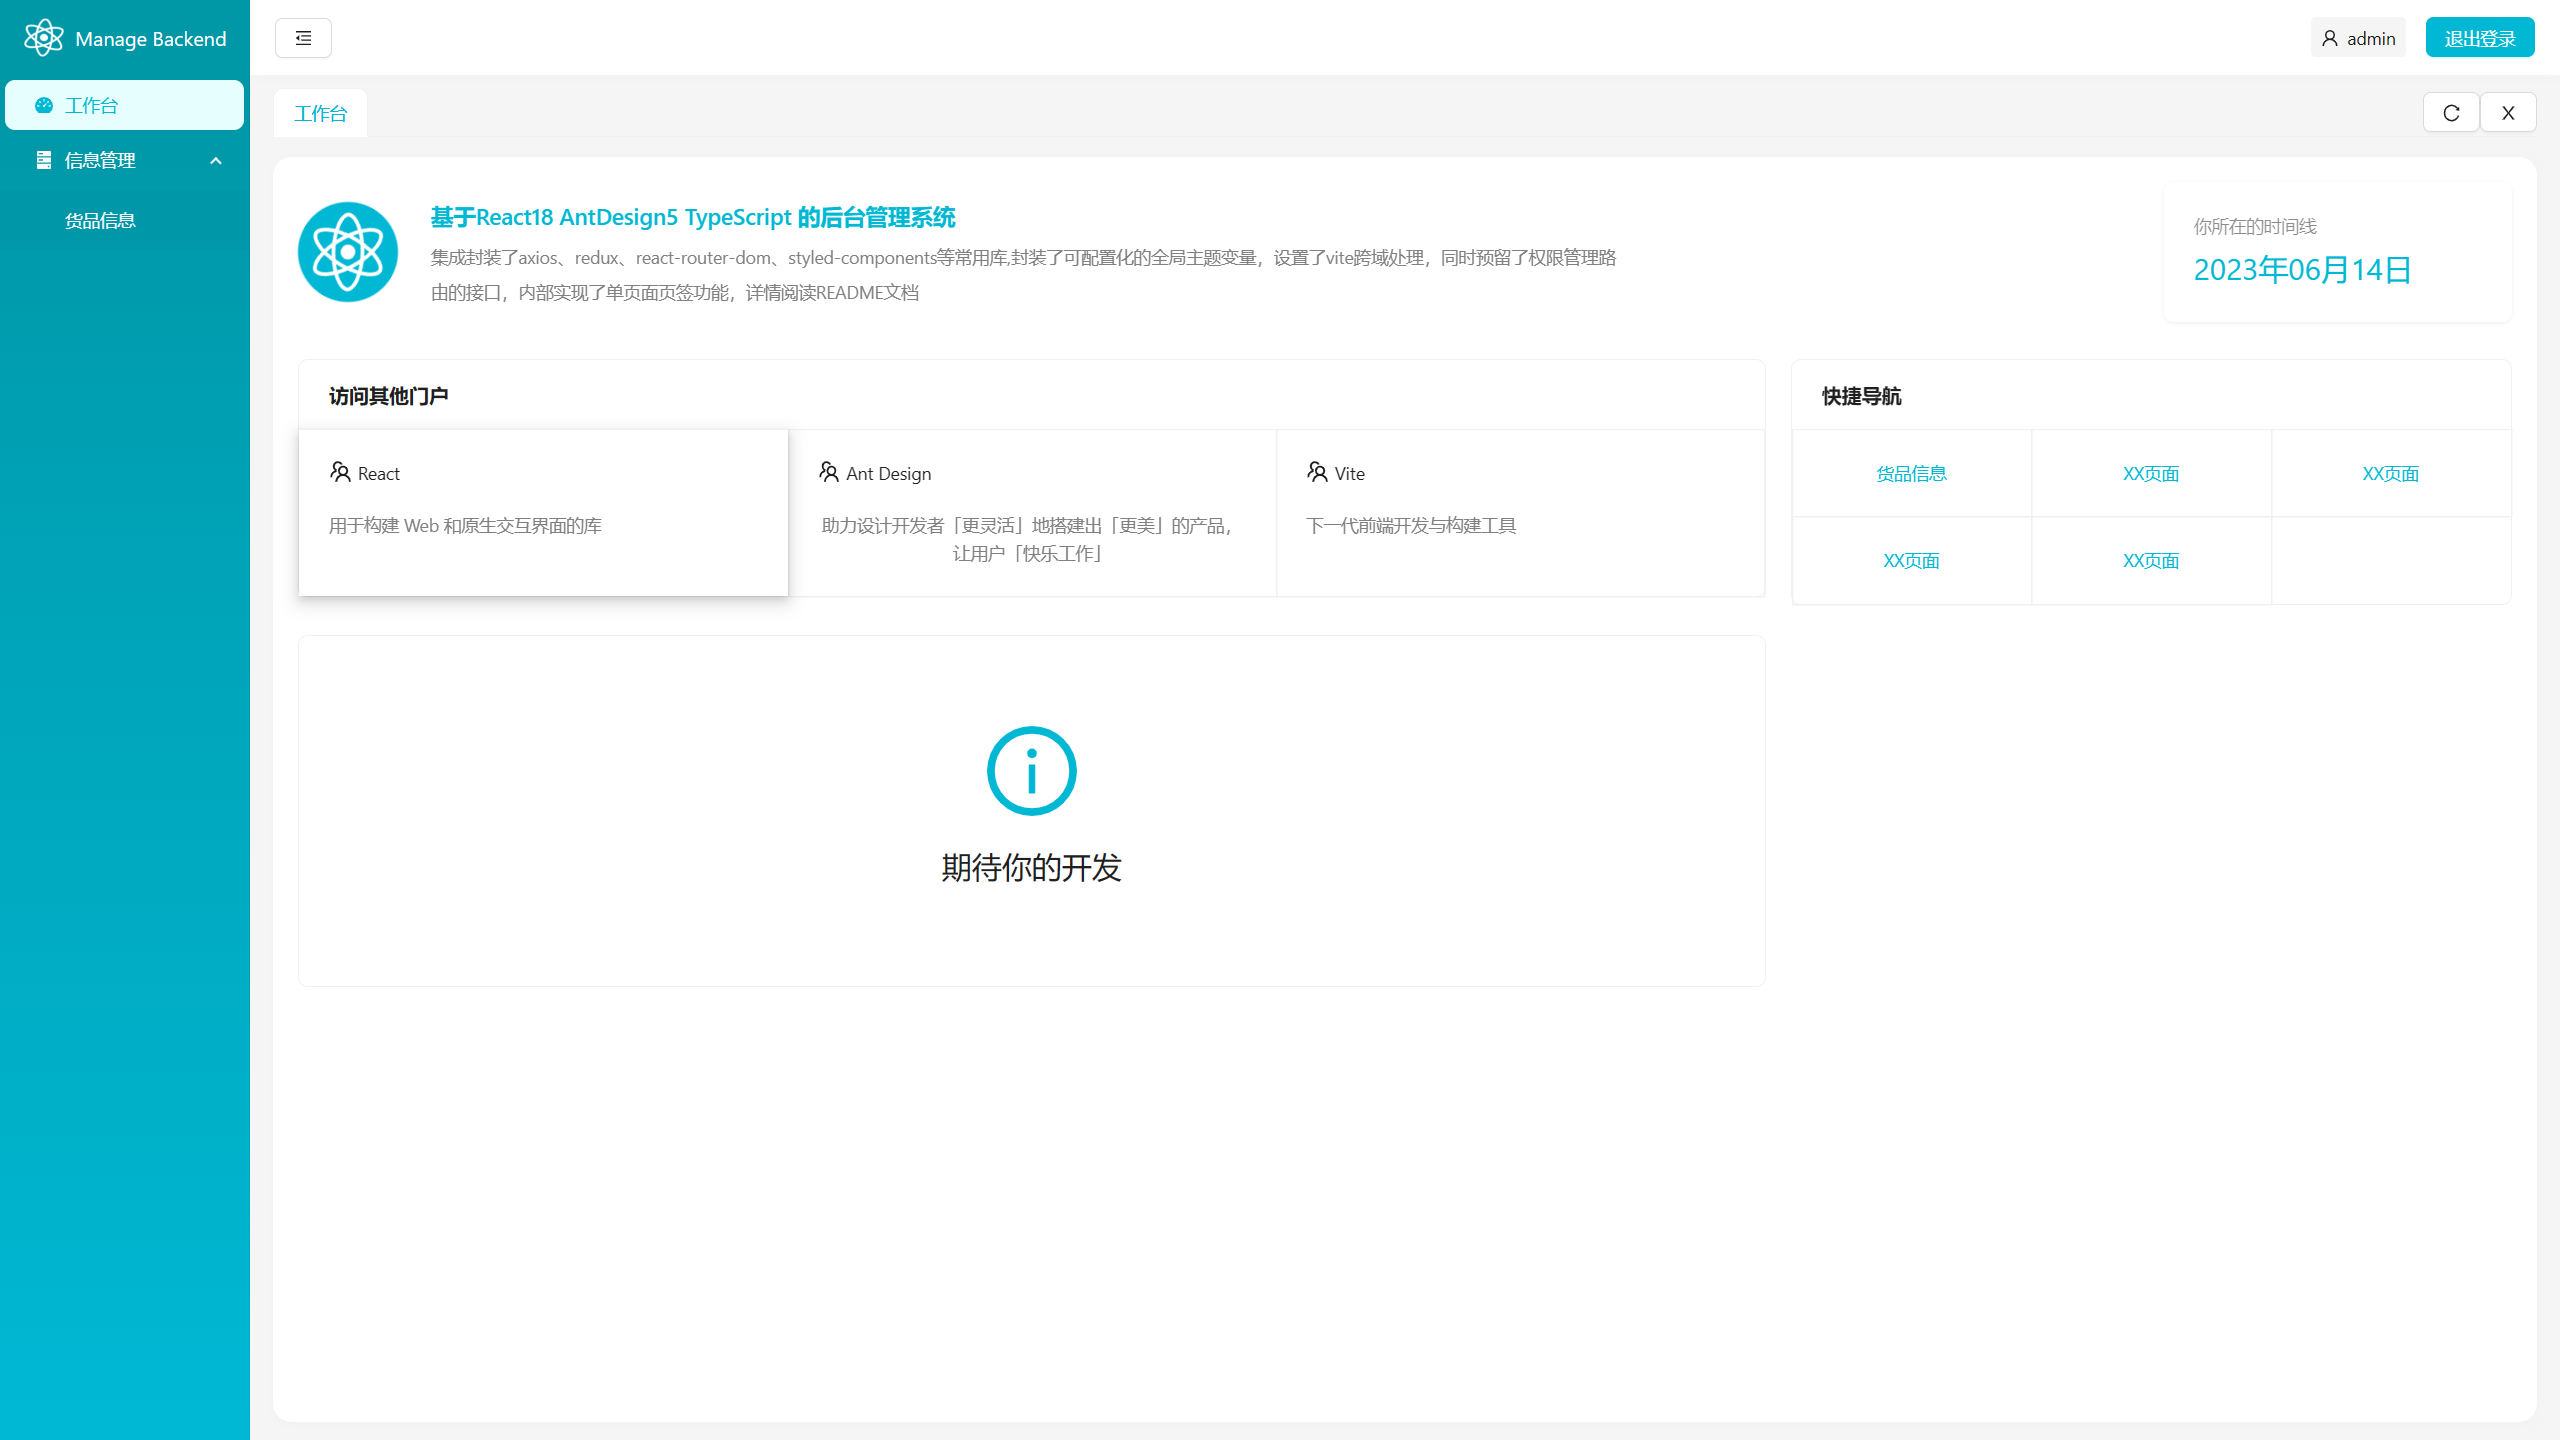 Manage Backend
工作台
信息管理
货品信息
admin
退出登录
工作台
X
基于React18 AntDesign5 TypeScript 的后台管理系统
集成封装了axios、redux、react-router-dom、styled-components等常用库,封装了可配置化的全局主题变量，设置了vite跨域处理，同时预留了权限管理路
由的接口，内部实现了单页面页签功能，详情阅读README文档
你所在的时间线
2023年06月14日
访问其他门户
React
用于构建 Web 和原生交互界面的库
Ant Design
助力设计开发者「更灵活」地搭建出「更美」的产品，
让用户「快乐工作」
Vite
下一代前端开发与构建工具
快捷导航
货品信息
XX页面
XX页面
XX页面
XX页面
期待你的开发